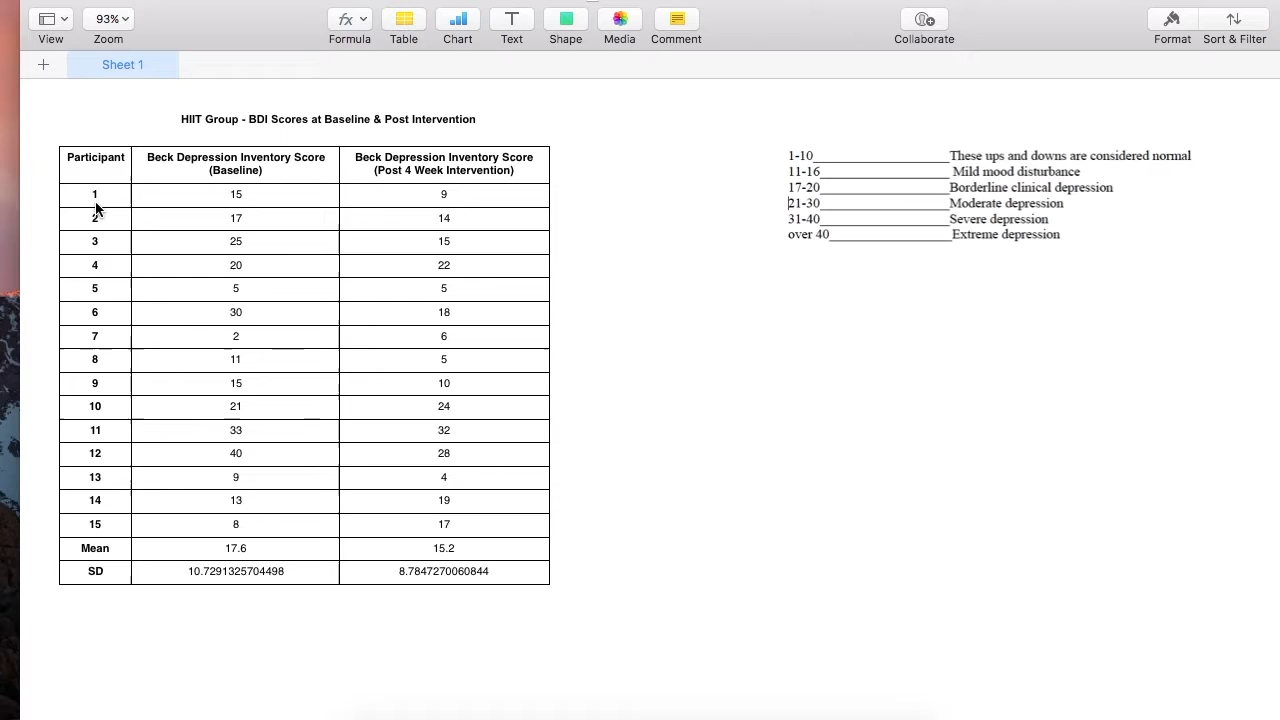 View
93%
Zoom
Formula
Table
Chart
Text
Shape
Media
Comment
Collaborate
Format
Sort & Filter
+
Sheet 1
HIIT Group - BDI Scores at Baseline & Post Intervention
Participant Beck Depression Inventory Score (Baseline) Beck Depression Inventory Score (Post 4 Week Intervention)
1 15 9
2 17 14
3 25 15
4 20 22
5 5 5
6 30 18
7 2 6
8 11 5
9 15 10
10 21 24
11 33 32
12 40 28
13 9 4
14 13 19
15 8 17
Mean 17.6 15.2
SD 10.7291325704498 8.7847270060844
1-10____________________These ups and downs are considered normal
11-16___________________ Mild mood disturbance
17-20___________________Borderline clinical depression
21-30___________________Moderate depression
31-40___________________Severe depression
over 40__________________Extreme depression